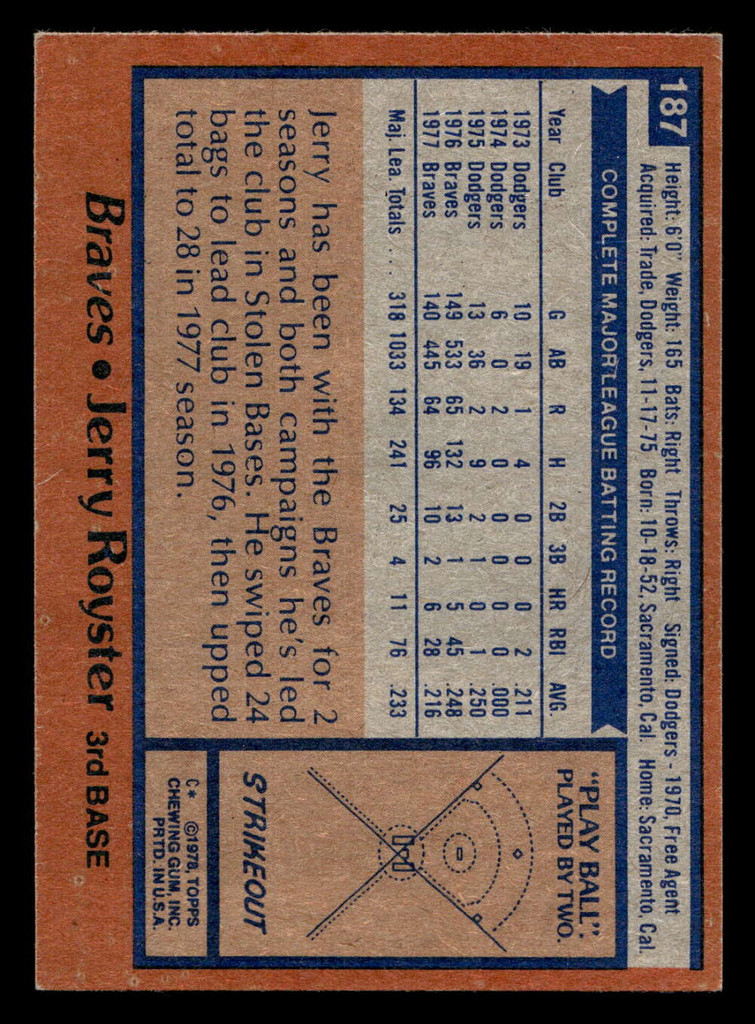 187
Height: 6'0" Weight: 165 Bats: Right Throws: Right Signed: Dodgers - 1970, Free Agent
Acquired: Trade, Dodgers, 11-17-75 Born: 10-18-52, Sacramento, Cal. Home: Sacramento, Cal.
COMPLETE MAJOR LEAGUE BATTING RECORD
Year Club G AB R H 2B 3B HR RBI AVG.
1973 Dodgers 10 19 1 4 0 0 0 2 .211
1974 Dodgers 6 0 2 0 0 0 0 0 .000
1975 Dodgers 13 36 2 9 2 1 0 1 .250
1976 Braves 149 533 65 132 13 1 5 45 .248
1977 Braves 140 445 64 96 10 2 6 28 .216
Maj. Lea. Totals . . . 318 1033 134 241 25 4 11 76 .233
Jerry has been with the Braves for 2
seasons and both campaigns he's led
the club in Stolen Bases. He swiped 24
bags to lead club in 1976, then upped
total to 28 in 1977 season.
"PLAY BALL":
PLAYED BY TWO.
STRIKEOUT
C* ©1978, TOPPS
CHEWING GUM, INC.
PRTD. IN U.S.A.
Braves • Jerry Royster 3rd BASE